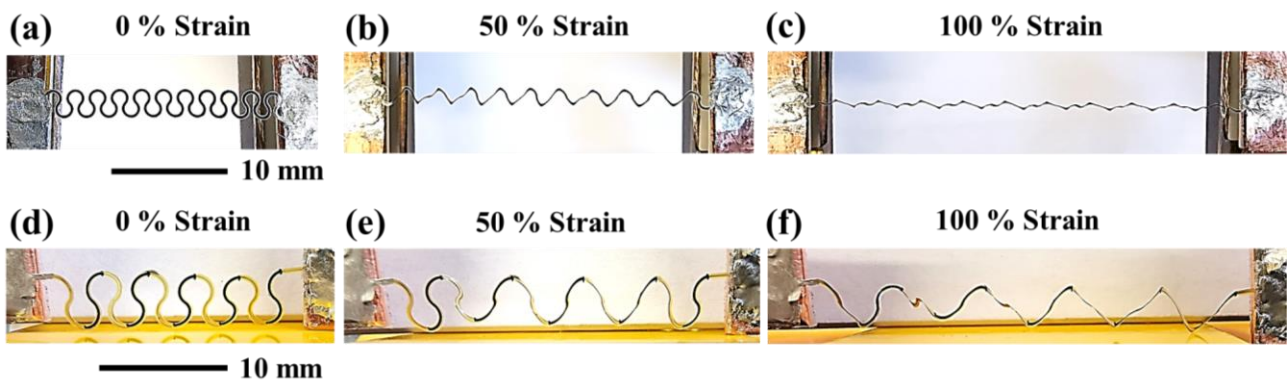 (a) 0 % Strain
(b) 50 % Strain
(c) 100 % Strain
10 mm
(d) 0 % Strain
(e) 50 % Strain
(f) 100 % Strain
10 mm